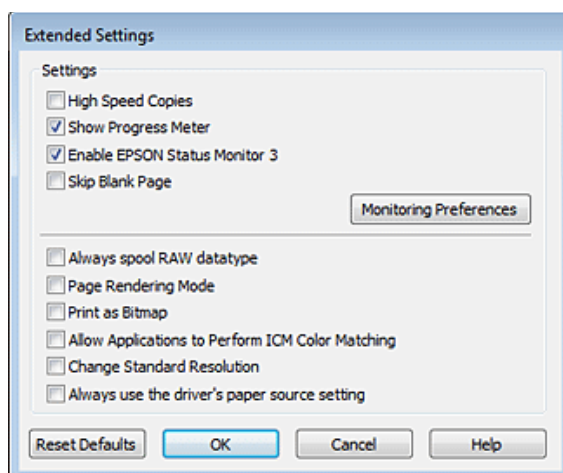 Extended Settings
Settings
High Speed Copies
Show Progress Meter
Enable EPSON Status Monitor 3
Skip Blank Page
Monitoring Preferences
Always spool RAW datatype
Page Rendering Mode
Print as Bitmap
Allow Applications to Perform ICM Color Matching
Change Standard Resolution
Always use the driver's paper source setting
Reset Defaults OK Cancel Help